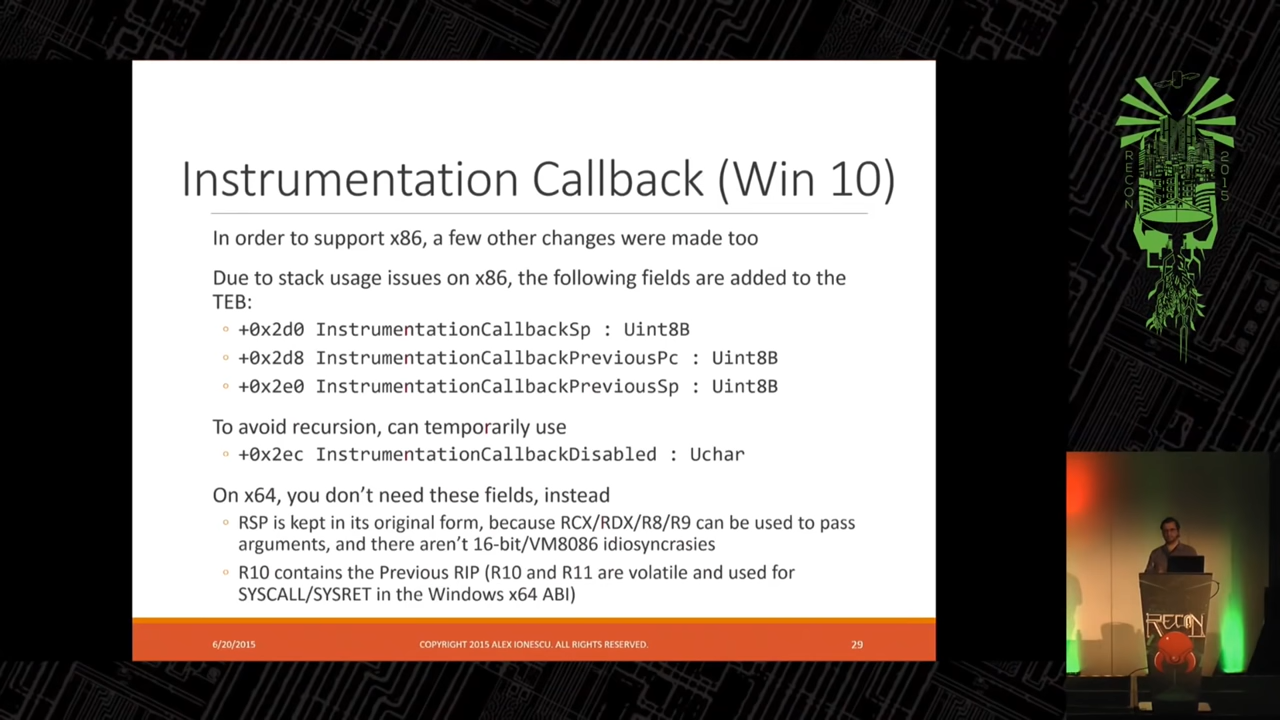 Instrumentation Callback (Win 10)
In order to support x86, a few other changes were made too
Due to stack usage issues on x86, the following fields are added to the
TEB:
+0x2d0 InstrumentationCallbackSp : Uint8B
+0x2d8 InstrumentationCallbackPreviousPc : Uint8B
+0x2e0 InstrumentationCallbackPreviousSp : Uint8B
To avoid recursion, can temporarily use
+0x2ec InstrumentationCallbackDisabled : Uchar
On x64, you don’t need these fields, instead
RSP is kept in its original form, because RCX/RDX/R8/R9 can be used to pass
arguments, and there aren’t 16-bit/VM8086 idiosyncrasies
R10 contains the Previous RIP (R10 and R11 are volatile and used for
SYSCALL/SYSRET in the Windows x64 ABI)
6/20/2015
COPYRIGHT 2015 ALEX IONESCU. ALL RIGHTS RESERVED.
29
RECON
2015
RECON